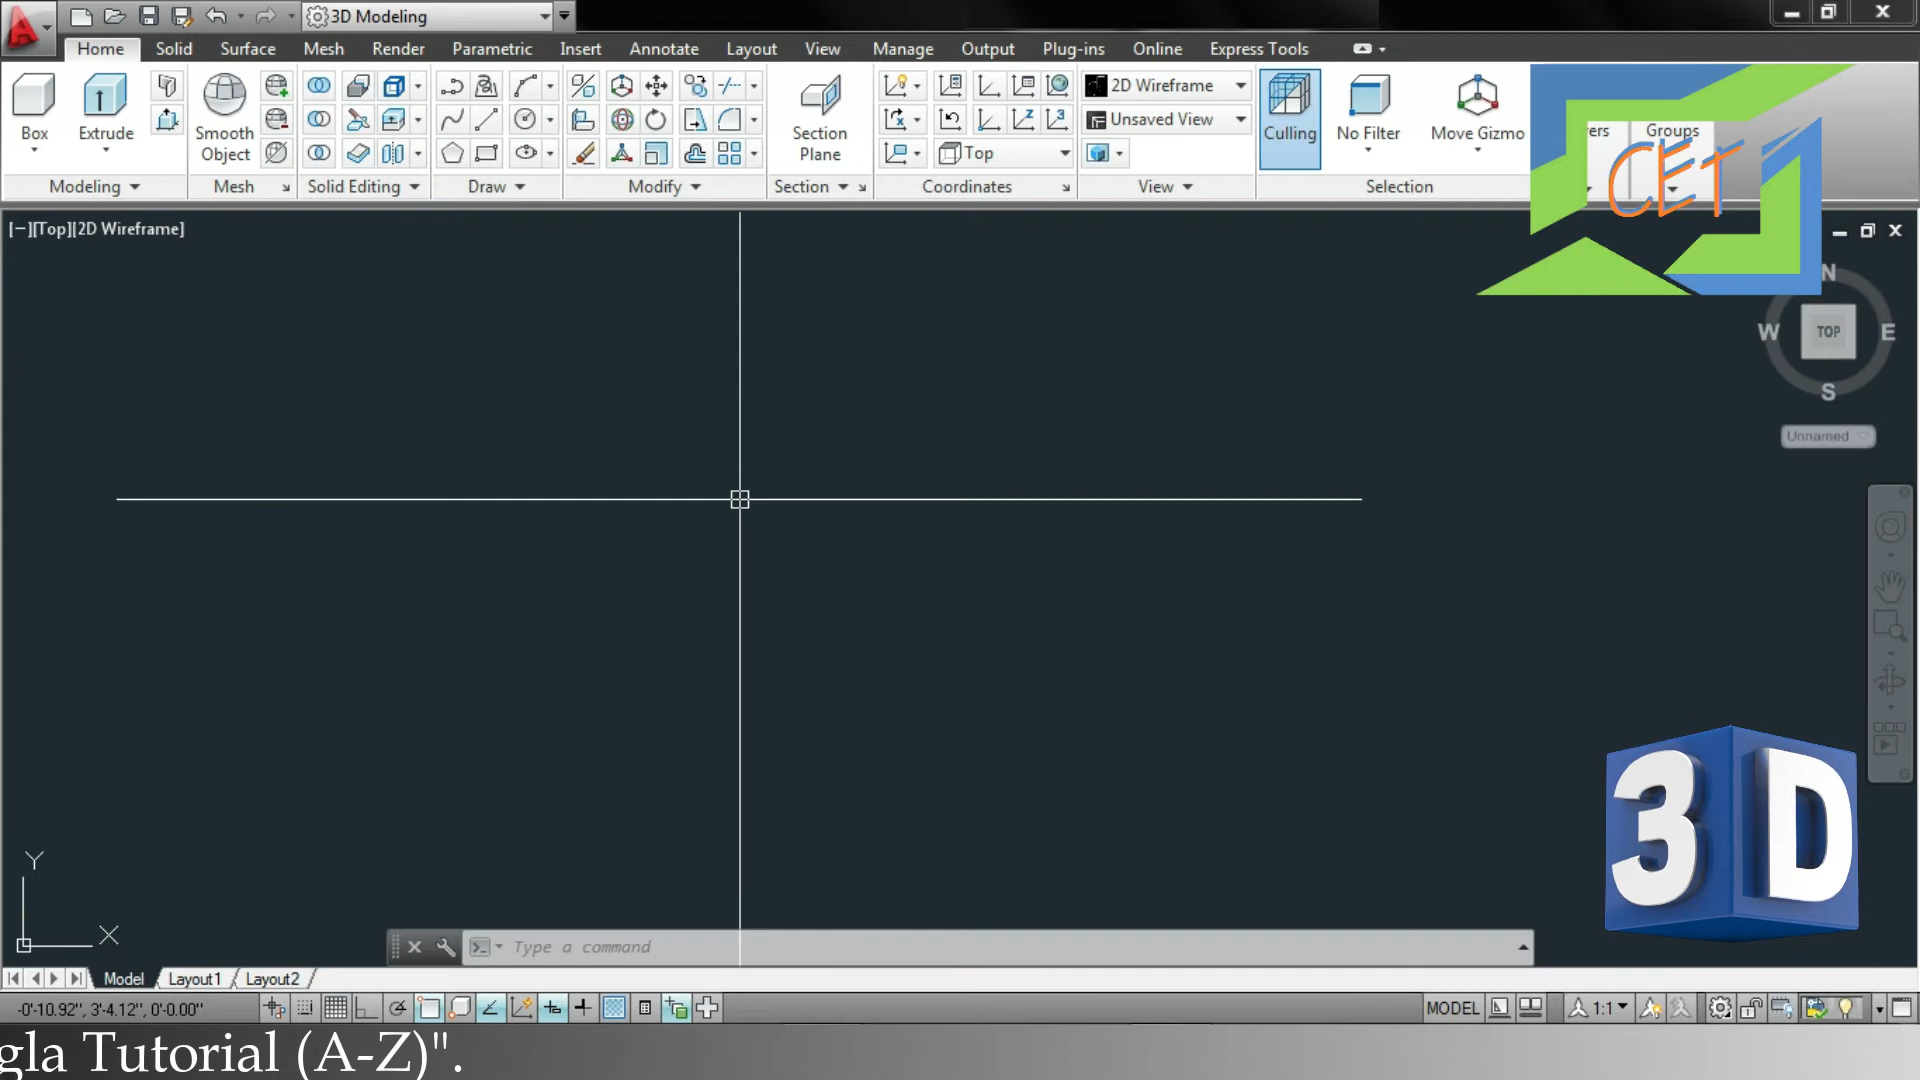 3D Modeling
Home Solid Surface Mesh Render Parametric Insert Annotate Layout View Manage Output Plug-ins Online Express Tools
2D Wireframe
Unsaved View
Top
Box Extrude Smooth Object Section Plane Culling No Filter Move Gizmo Groups
Modeling Mesh Solid Editing Draw Modify Section Coordinates View Selection
CET
[−][Top][2D Wireframe]
N
W TOP E
S
Unnamed
3D
Y
X
Type a command
Model Layout1 Layout2
-0'-10.92", 3'-4.12", 0'-0.00" MODEL 1:1
gla Tutorial (A-Z)".